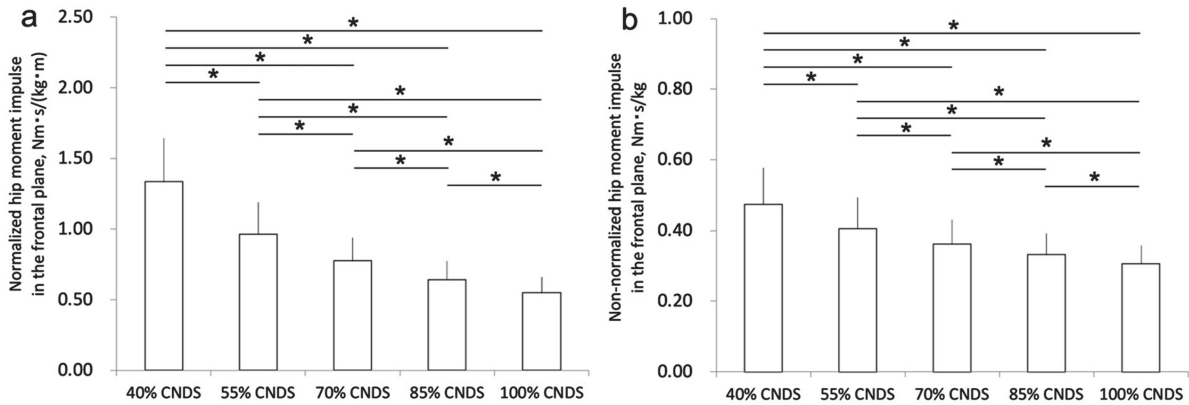 a
Normalized hip moment impulse
in the frontal plane, Nm・s/(kg・m)
2.50
2.00
1.50
1.00
0.50
0.00
* * * * * * * * * *
40% CNDS 55% CNDS 70% CNDS 85% CNDS 100% CNDS
b
Non-normalized hip moment impulse
in the frontal plane, Nm・s/kg
1.00
0.80
0.60
0.40
0.20
0.00
* * * * * * * * * *
40% CNDS 55% CNDS 70% CNDS 85% CNDS 100% CNDS